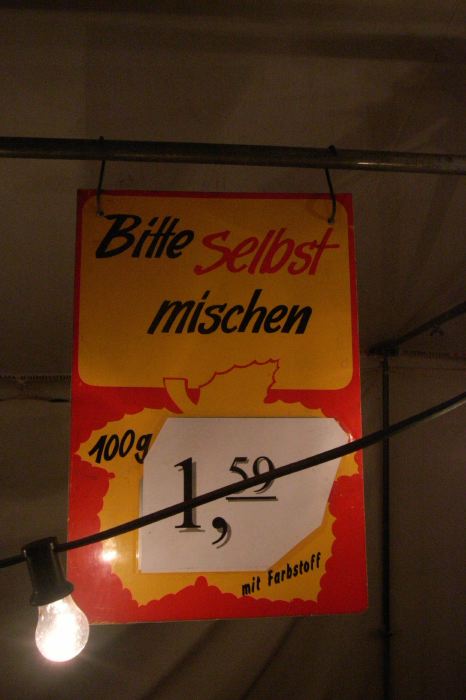 Bitte selbst
mischen
100g
1,59
mit Farbstoff